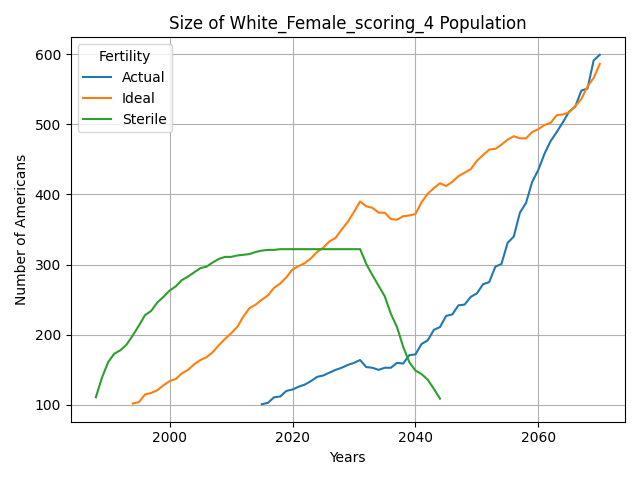 Size of White_Female_scoring_4 Population
Fertility
Actual
Ideal
Sterile
Number of Americans
600
500
400
300
200
100
2000
2020
2040
2060
Years